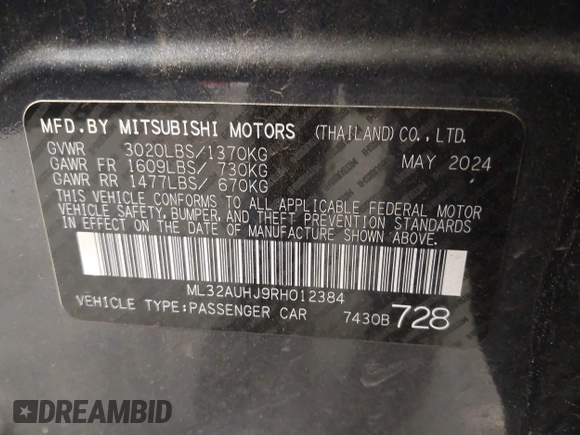 MFD.BY MITSUBISHI MOTORS (THAILAND) CO., LTD.
GVWR 3020LBS/1370KG MAY 2024
GAWR FR 1609LBS/ 730KG
GAWR RR 1477LBS/ 670KG
THIS VEHICLE CONFORMS TO ALL APPLICABLE FEDERAL MOTOR
VEHICLE SAFETY, BUMPER, AND THEFT PREVENTION STANDARDS
IN EFFECT ON THE DATE OF MANUFACTURE SHOWN ABOVE.
ML32AUHJ9RH012384
VEHICLE TYPE:PASSENGER CAR 7430B 728
DREAMBID